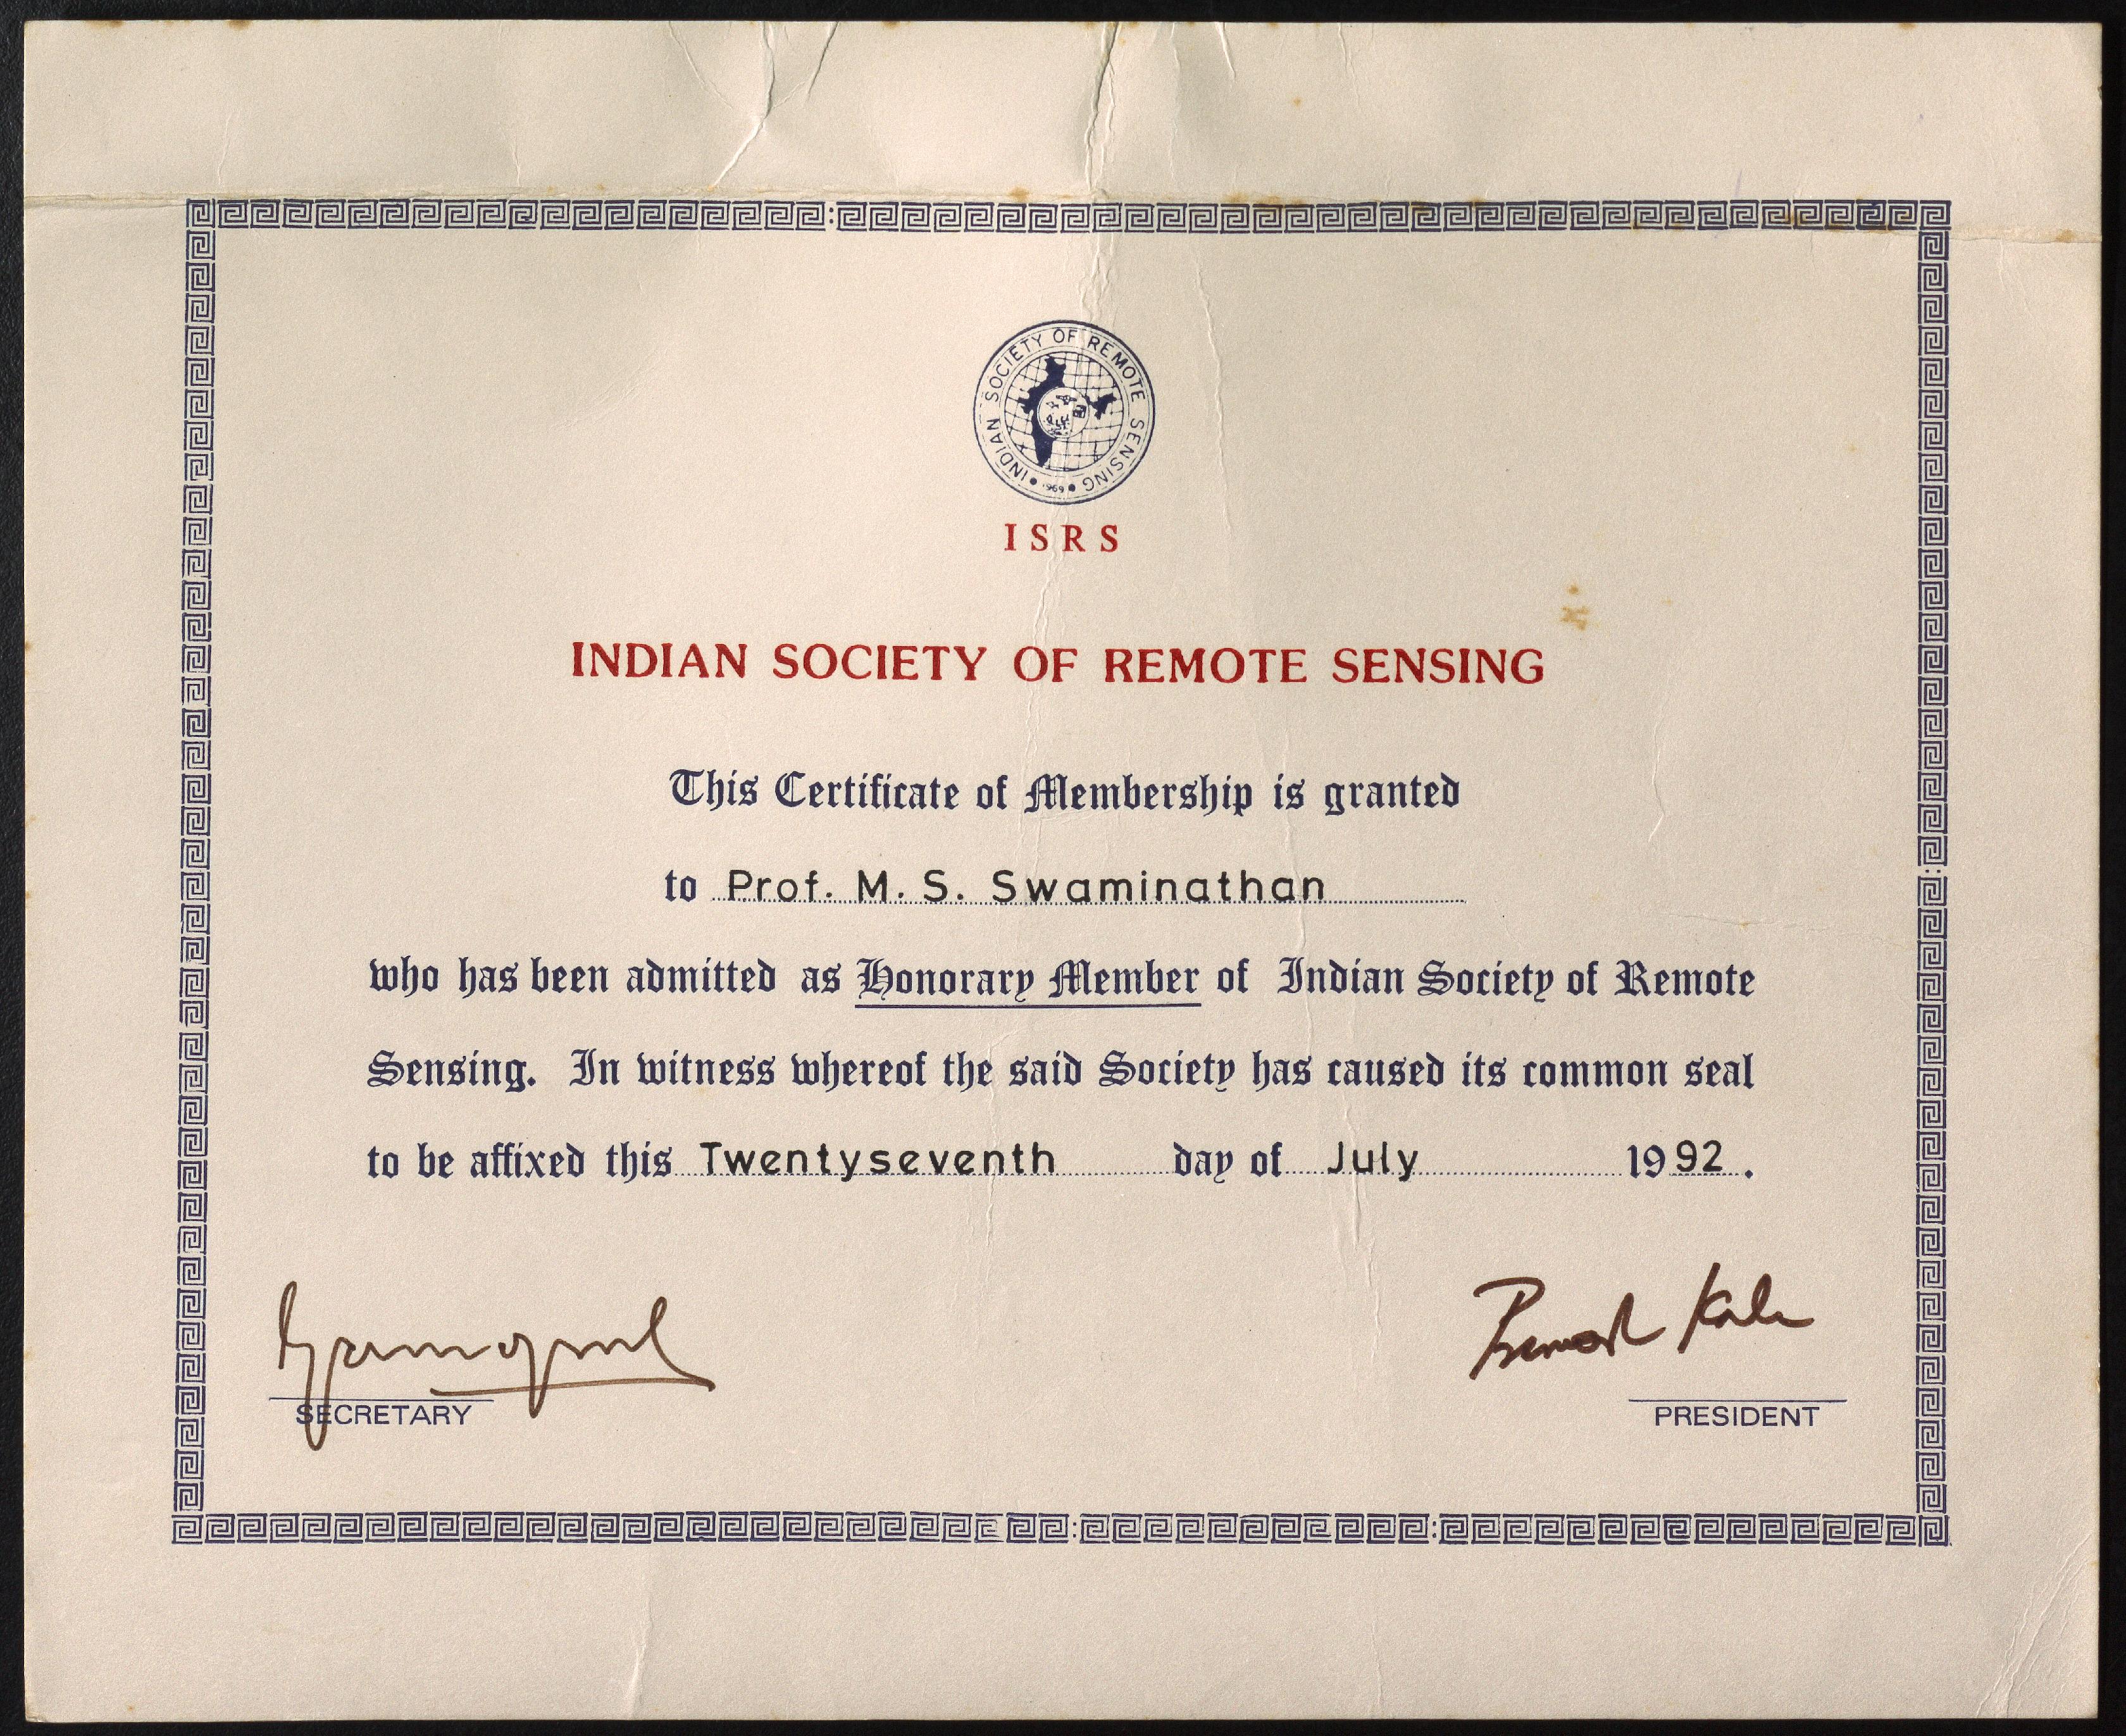 INDIAN SOCIETY OF REMOTE SENSING • 1969 •
ISRS
INDIAN SOCIETY OF REMOTE SENSING
This Certificate of Membership is granted
to Prof. M. S. Swaminathan
who has been admitted as Honorary Member of Indian Society of Remote
Sensing. In witness whereof the said Society has caused its common seal
to be affixed this Twentyseventh day of July 1992.
SECRETARY
PRESIDENT